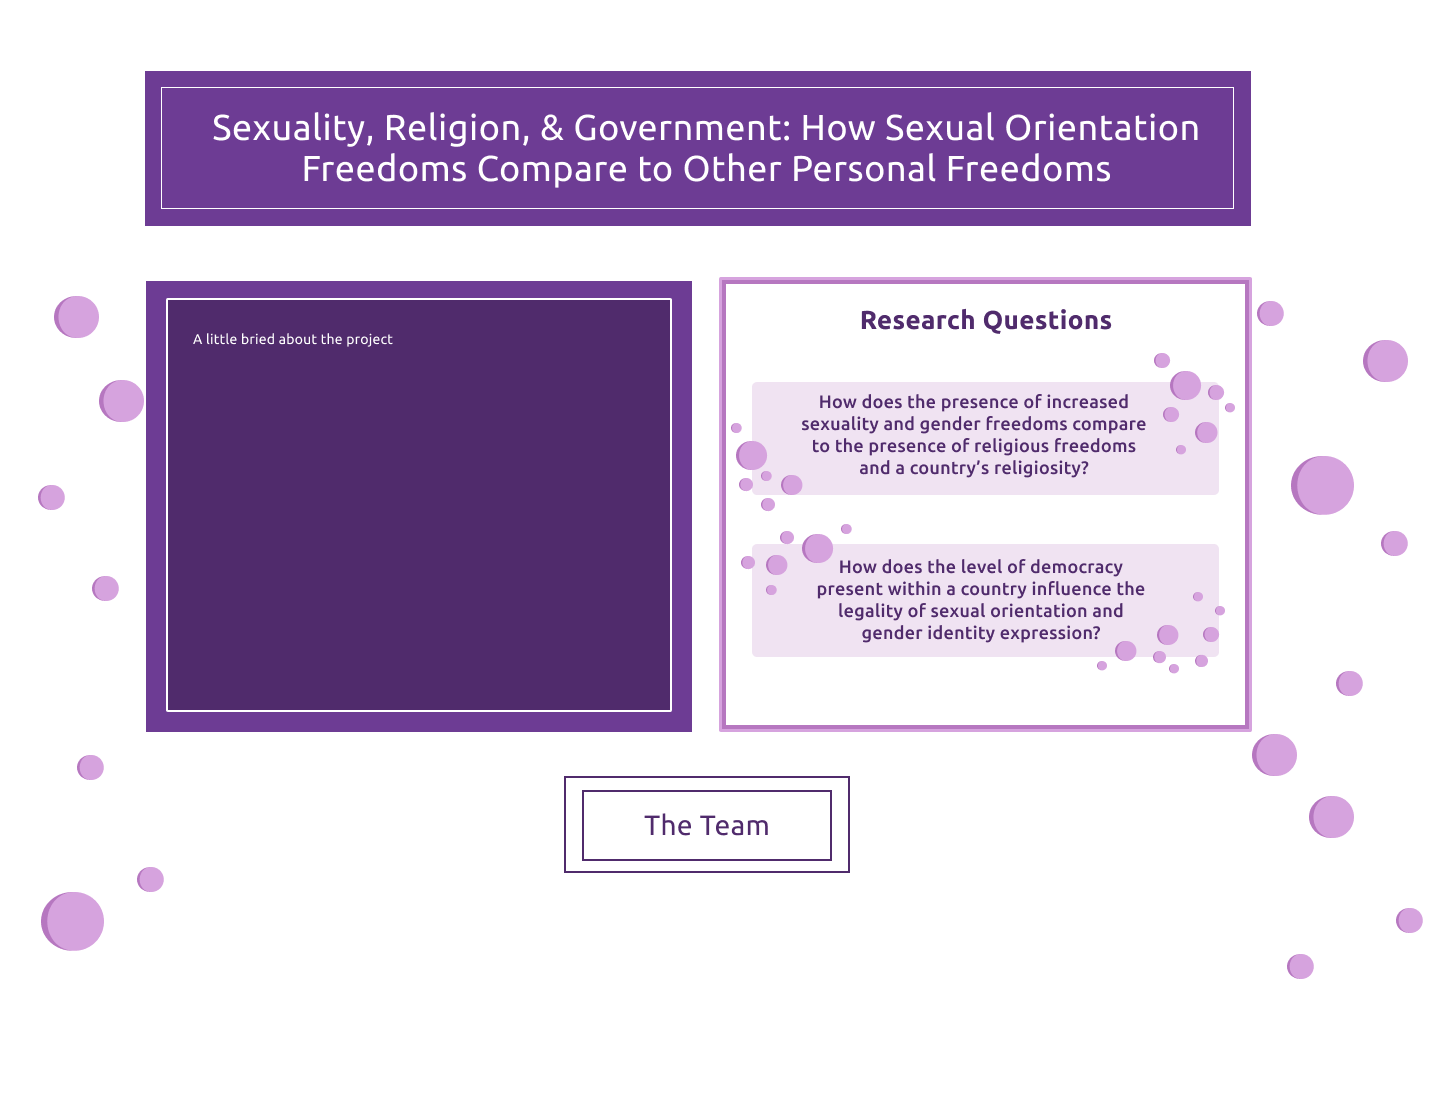 Sexuality, Religion, & Government: How Sexual Orientation
Freedoms Compare to Other Personal Freedoms
A little bried about the project
Research Questions
How does the presence of increased
sexuality and gender freedoms compare
to the presence of religious freedoms
and a country’s religiosity?
How does the level of democracy
present within a country influence the
legality of sexual orientation and
gender identity expression?
The Team